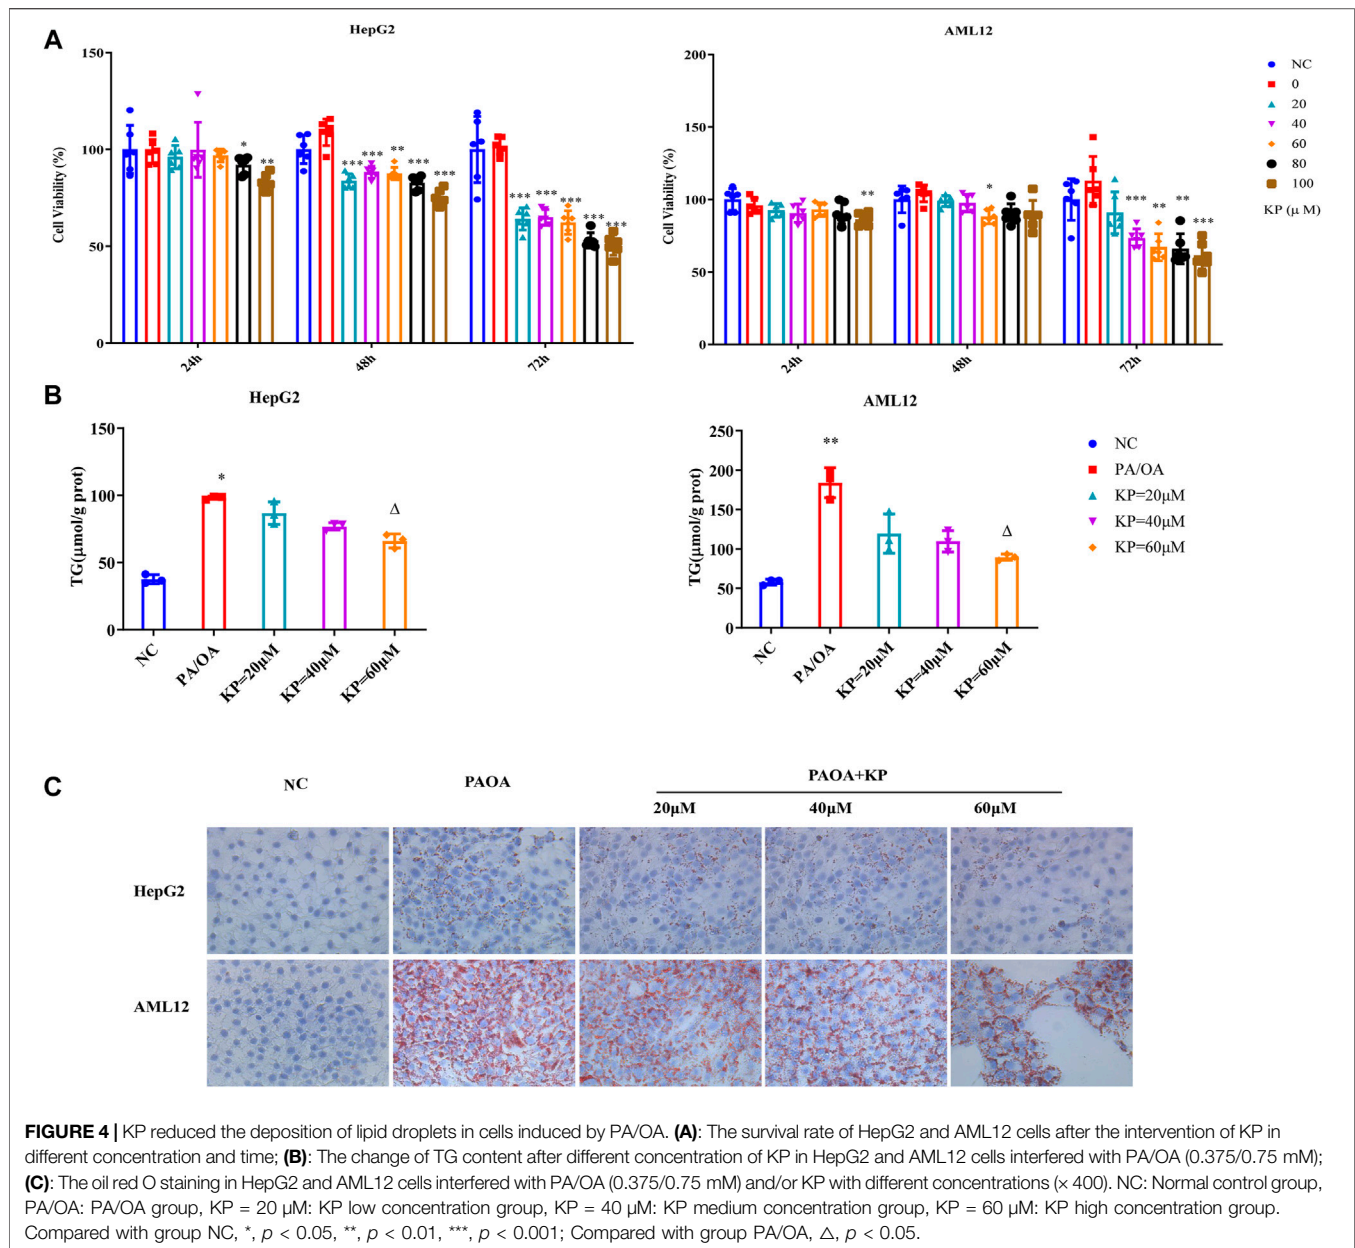 A
HepG2
AML12
150
100
50
0
Cell Viability (%)
*
**
***
***
**
***
***
***
***
***
***
***
24h
48h
72h
200
150
100
50
0
Cell Viability (%)
**
*
***
**
**
***
24h
48h
72h
NC
0
20
40
60
80
100
KP (μ M)
B
HepG2
AML12
150
100
50
0
TG(μmol/g prot)
*
Δ
NC
PA/OA
KP=20μM
KP=40μM
KP=60μM
250
200
150
100
50
0
TG(μmol/g prot)
**
Δ
NC
PA/OA
KP=20μM
KP=40μM
KP=60μM
NC
PA/OA
KP=20μM
KP=40μM
KP=60μM
C
NC
PAOA
PAOA+KP
20μM
40μM
60μM
HepG2
AML12
FIGURE 4 | KP reduced the deposition of lipid droplets in cells induced by PA/OA. (A): The survival rate of HepG2 and AML12 cells after the intervention of KP in
different concentration and time; (B): The change of TG content after different concentration of KP in HepG2 and AML12 cells interfered with PA/OA (0.375/0.75 mM);
(C): The oil red O staining in HepG2 and AML12 cells interfered with PA/OA (0.375/0.75 mM) and/or KP with different concentrations (× 400). NC: Normal control group,
PA/OA: PA/OA group, KP = 20 μM: KP low concentration group, KP = 40 μM: KP medium concentration group, KP = 60 μM: KP high concentration group.
Compared with group NC, *, p < 0.05, **, p < 0.01, ***, p < 0.001; Compared with group PA/OA, △, p < 0.05.